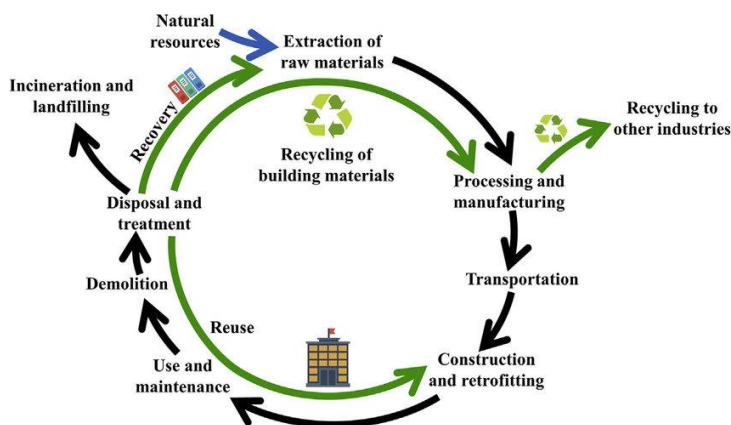 Natural
resources
Extraction of
raw materials
Incineration and
landfilling
Recovery
Recycling of
building materials
Recycling to
other industries
Processing and
manufacturing
Disposal and
treatment
Transportation
Demolition
Reuse
Use and
maintenance
Construction
and retrofitting